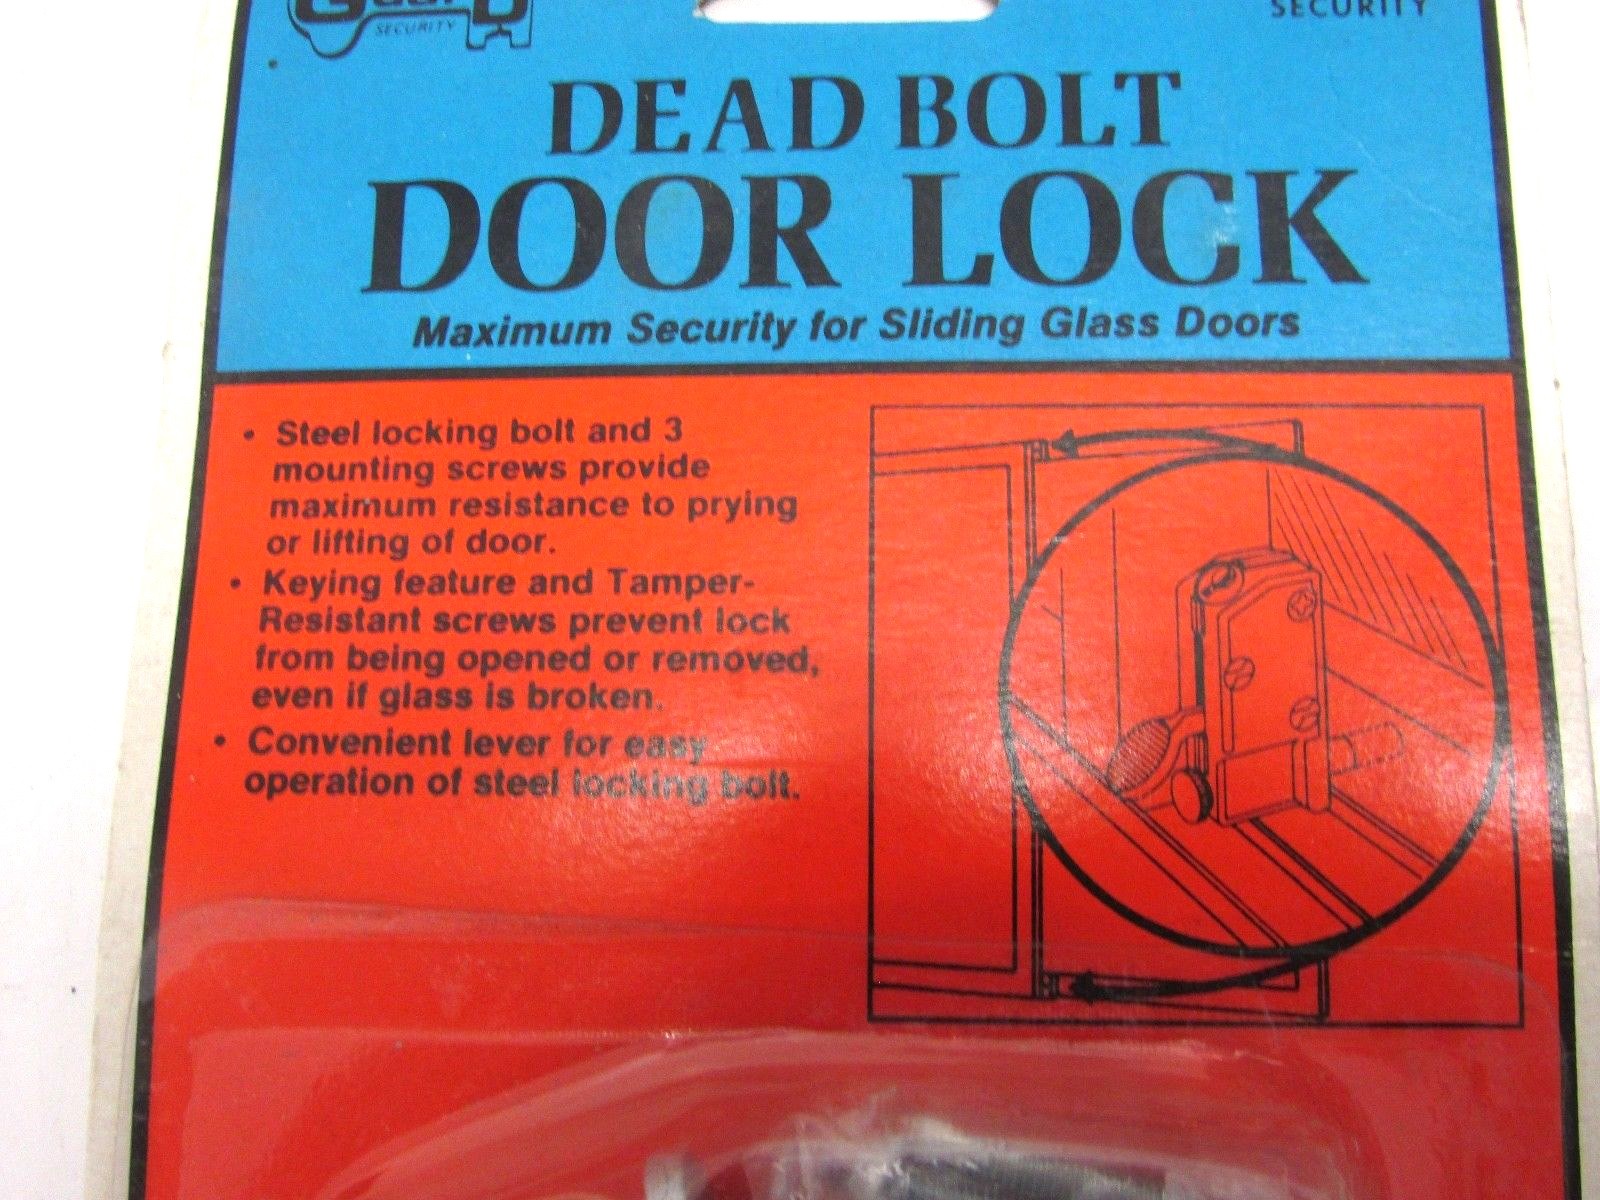 Guard
SECURITY
SECURITY
DEAD BOLT
DOOR LOCK
Maximum Security for Sliding Glass Doors
• Steel locking bolt and 3
mounting screws provide
maximum resistance to prying
or lifting of door.
• Keying feature and Tamper-
Resistant screws prevent lock
from being opened or removed,
even if glass is broken.
• Convenient lever for easy
operation of steel locking bolt.